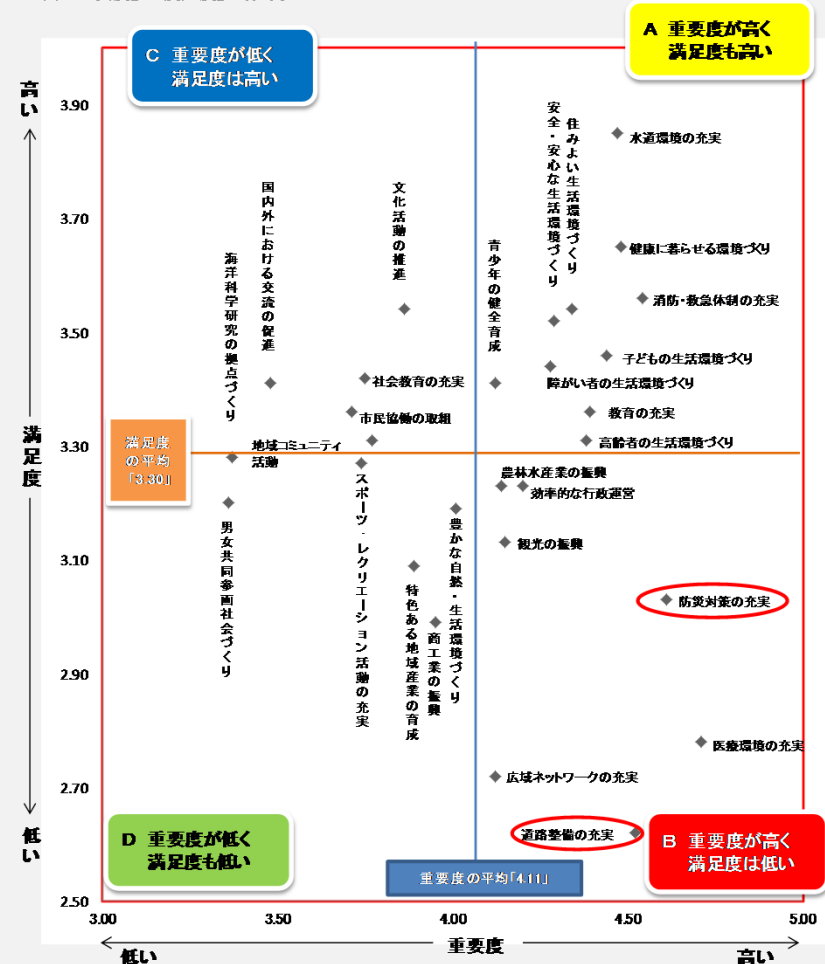 C 重要度が低く
満足度は高い
A 重要度が高く
満足度も高い
高い
3.90
3.70
3.50
3.30
3.10
2.90
2.70
2.50
満足度
低い
安全・安心な生活環境づくり
住みよい生活環境づくり
水道環境の充実
国内外における交流の促進
文化活動の推進
海洋科学研究の拠点づくり
青少年の健全育成
健康に暮らせる環境づくり
消防・救急体制の充実
子どもの生活環境づくり
社会教育の充実
障がい者の生活環境づくり
市民協働の取組
教育の充実
満足度
の平均
「3.30」
地域コミュニティ
活動
高齢者の生活環境づくり
農林水産業の振興
効率的な行政運営
男女共同参画社会づくり
スポーツ・レクリエーション活動の充実
特色ある地域産業の育成
商工業の振興
豊かな自然・生活環境づくり
観光の振興
防災対策の充実
医療環境の充実
広域ネットワークの充実
道路整備の充実
D 重要度が低く
満足度も低い
B 重要度が高く
満足度は低い
重要度の平均「4.11」
3.00
3.50
4.00
4.50
5.00
低い
重要度
高い